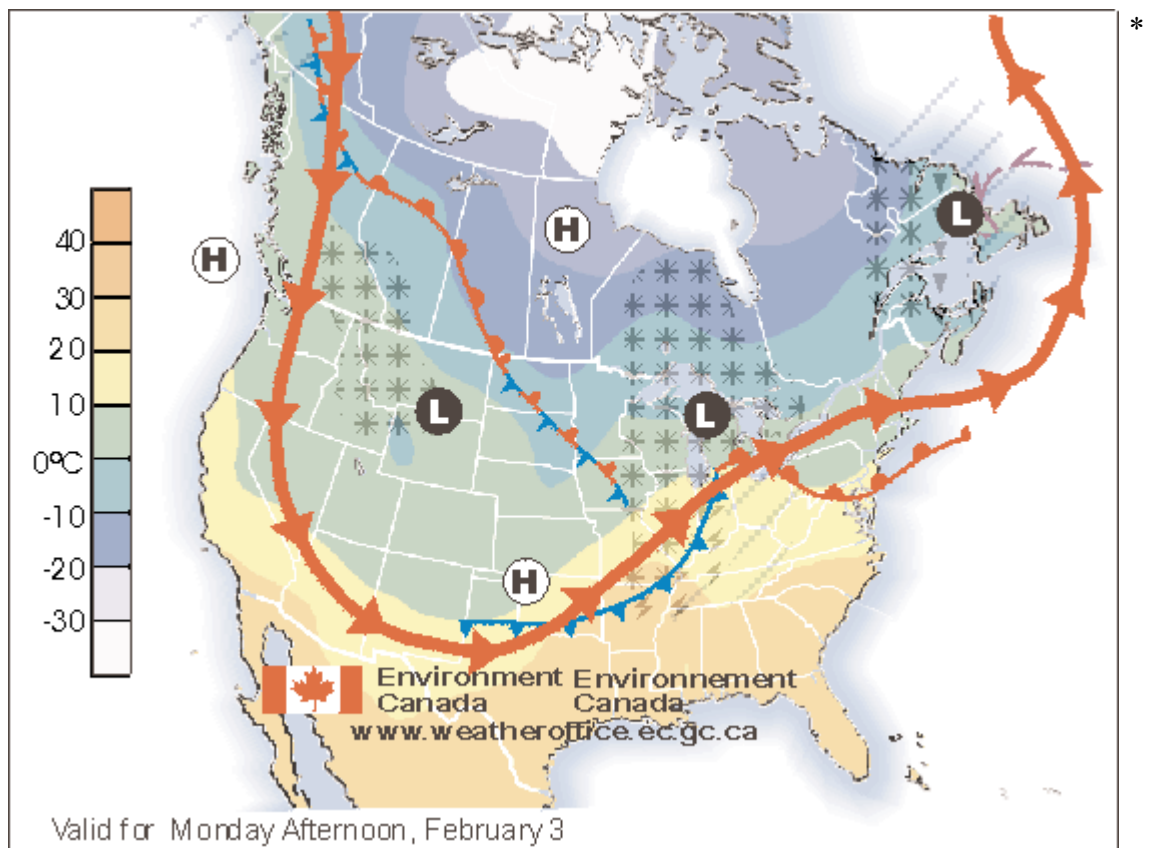 *
H
H
L
40
30
20
10
0ºC
-10
-20
-30
L
L
H
Environment Environnement
Canada Canada
www.weatheroffice.ec.gc.ca
Valid for Monday Afternoon, February 3